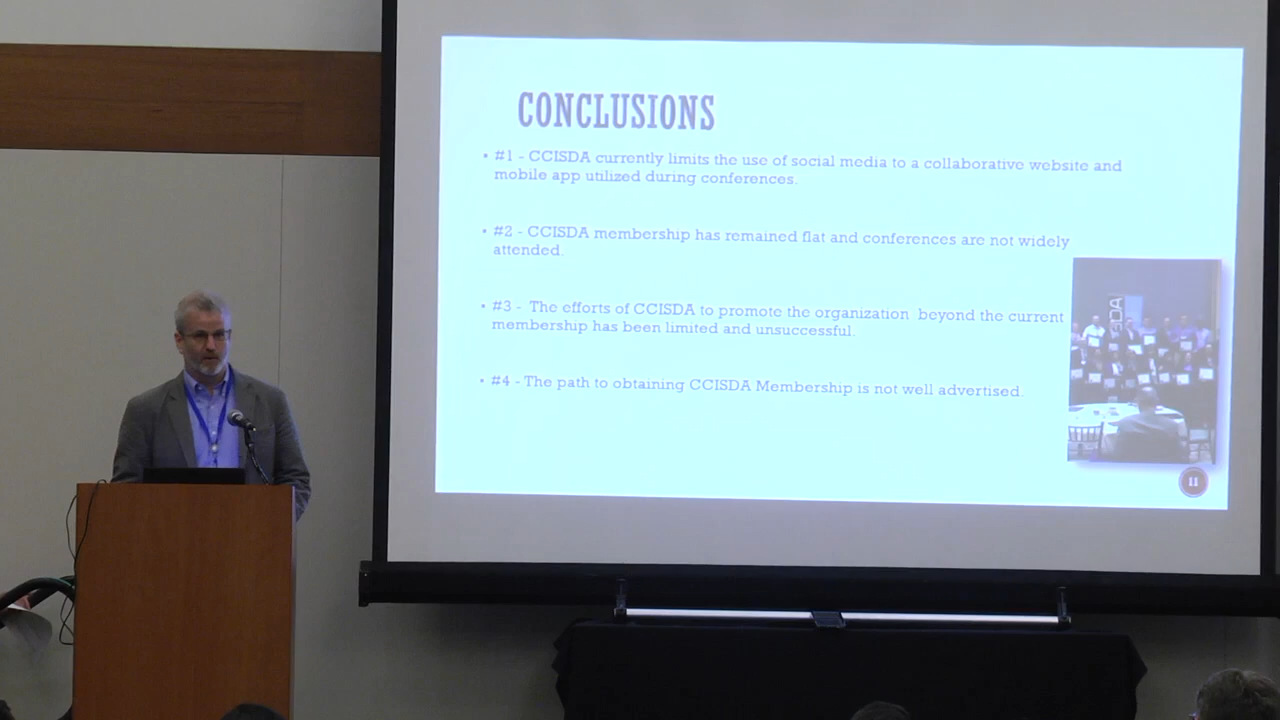 CONCLUSIONS
• #1 - CCISDA currently limits the use of social media to a collaborative website and
mobile app utilized during conferences.
• #2 - CCISDA membership has remained flat and conferences are not widely
attended.
• #3 - The efforts of CCISDA to promote the organization beyond the current
membership has been limited and unsuccessful.
• #4 - The path to obtaining CCISDA Membership is not well advertised.
11